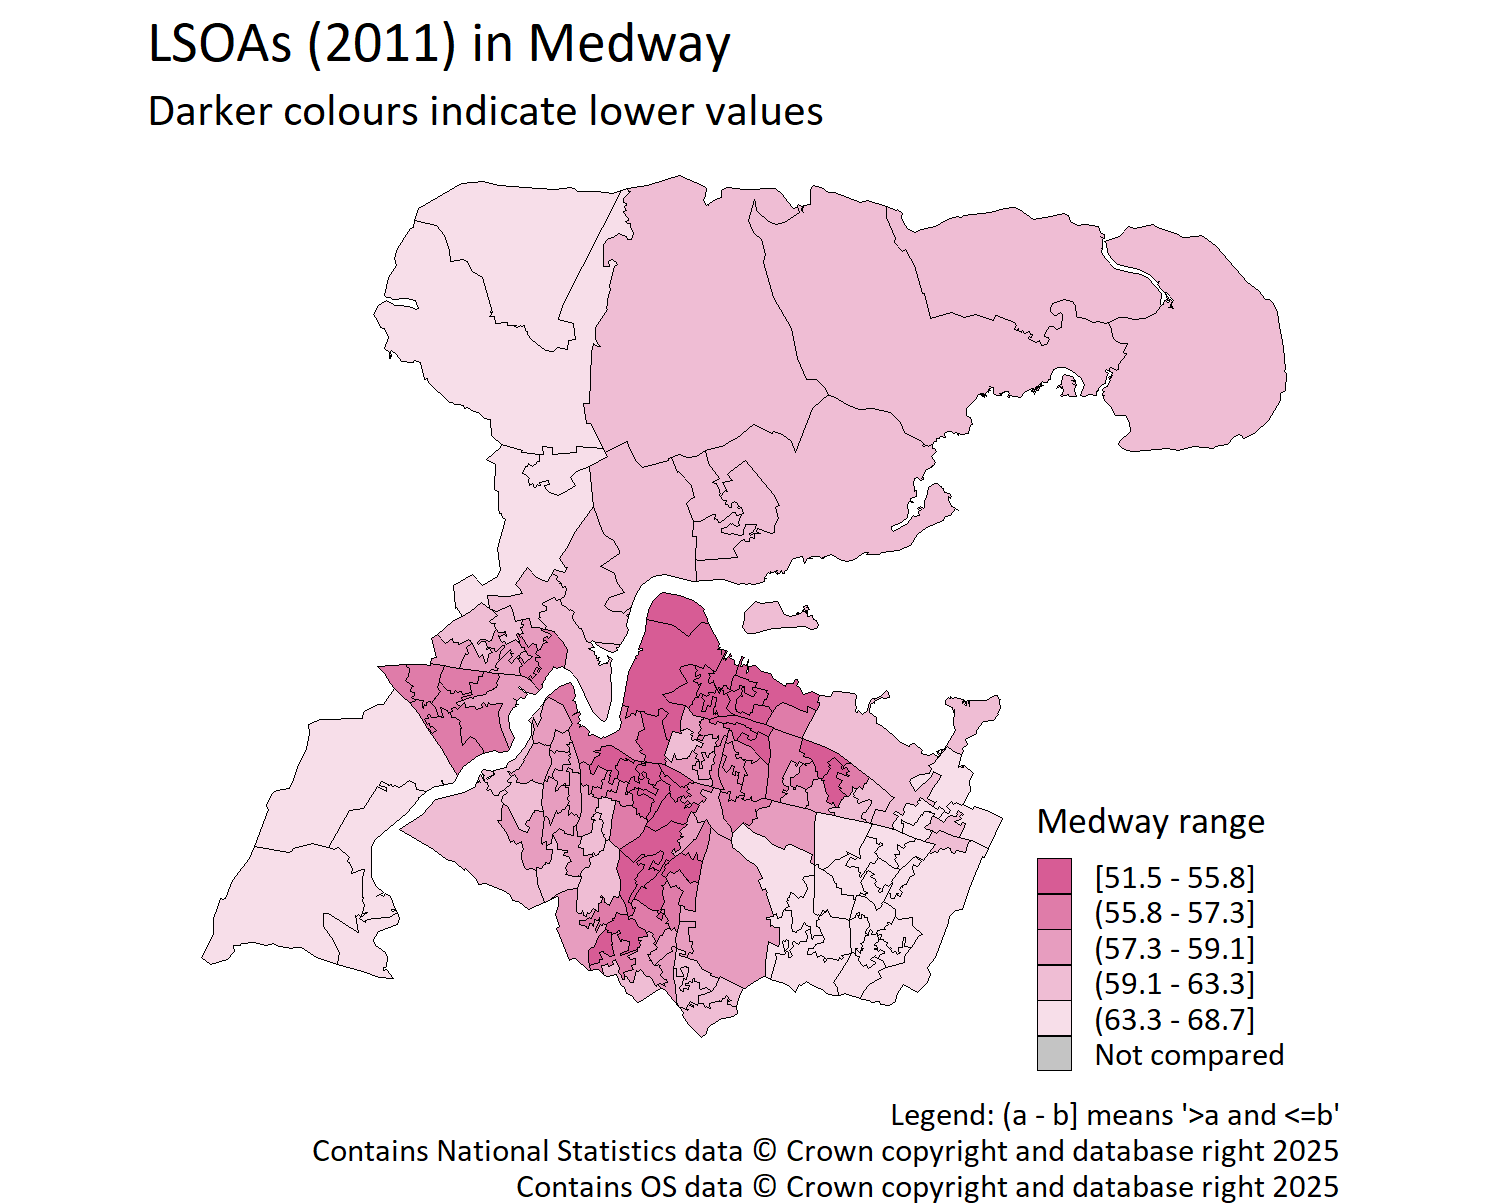 LSOAs (2011) in Medway
Darker colours indicate lower values
Medway range
[51.5 - 55.8]
(55.8 - 57.3]
(57.3 - 59.1]
(59.1 - 63.3]
(63.3 - 68.7]
Not compared
Legend: (a - b] means '>a and <=b'
Contains National Statistics data © Crown copyright and database right 2025
Contains OS data © Crown copyright and database right 2025